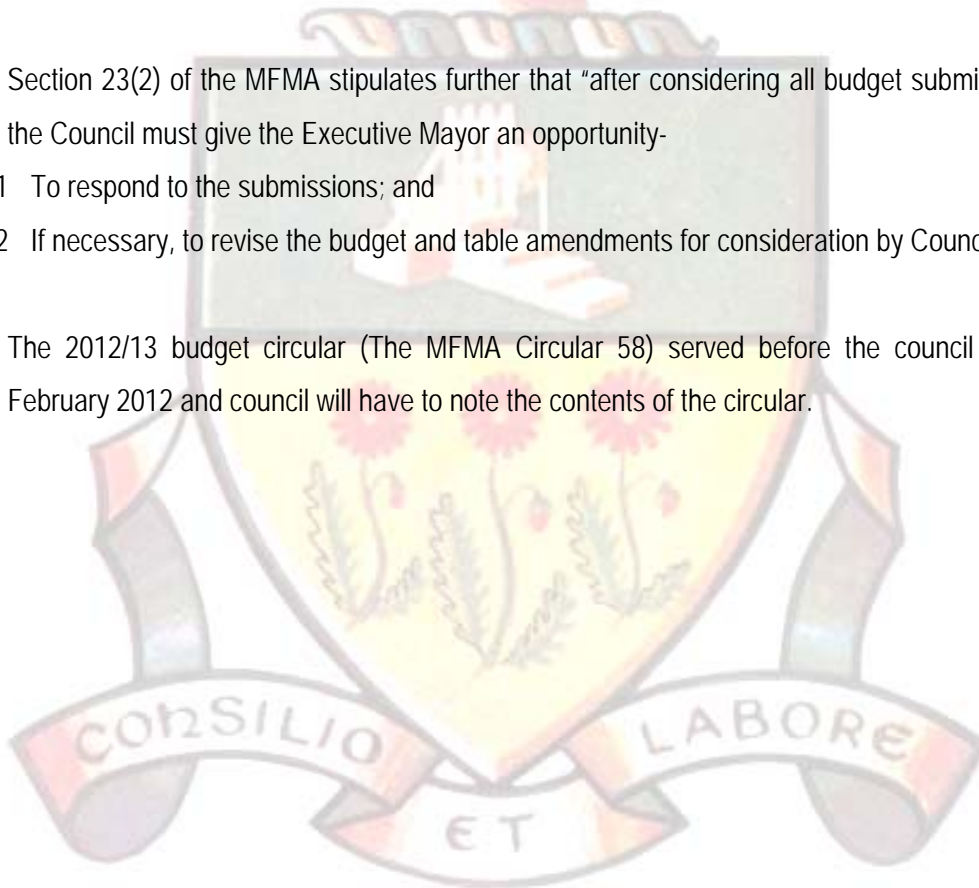 Section 23(2) of the MFMA stipulates further that “after considering all budget
the Council must give the Executive Mayor an opportunity-
1 To respond to the submissions; and
2 If necessary, to revise the budget and table amendments for consideration by
The 2012/13 budget circular (The MFMA Circular 58) served before the council
February 2012 and council will have to note the contents of the circular.
CONSILIO
LABORE
ET